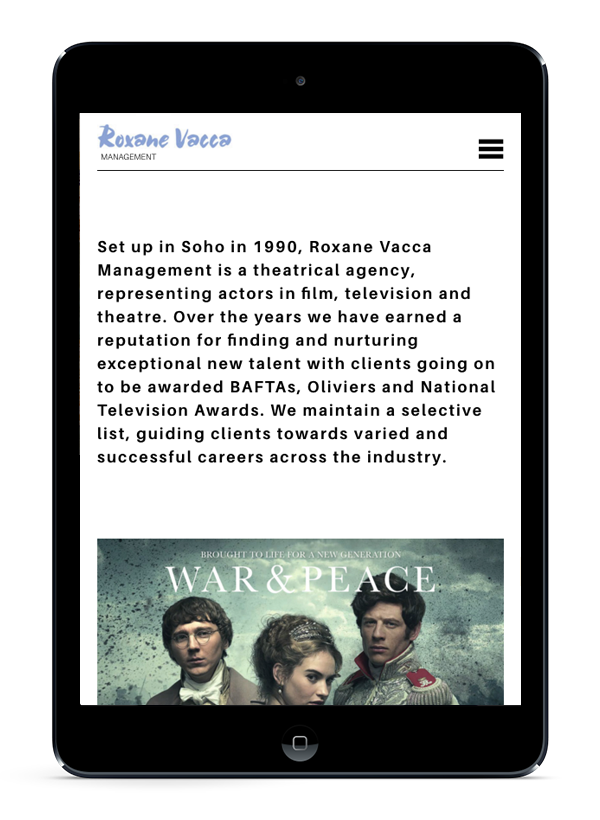 Roxane Vacca
MANAGEMENT
Set up in Soho in 1990, Roxane Vacca
Management is a theatrical agency,
representing actors in film, television and
theatre. Over the years we have earned a
reputation for finding and nurturing
exceptional new talent with clients going on
to be awarded BAFTAs, Oliviers and National
Television Awards. We maintain a selective
list, guiding clients towards varied and
successful careers across the industry.
BROUGHT TO LIFE FOR A NEW GENERATION
WAR & PEACE